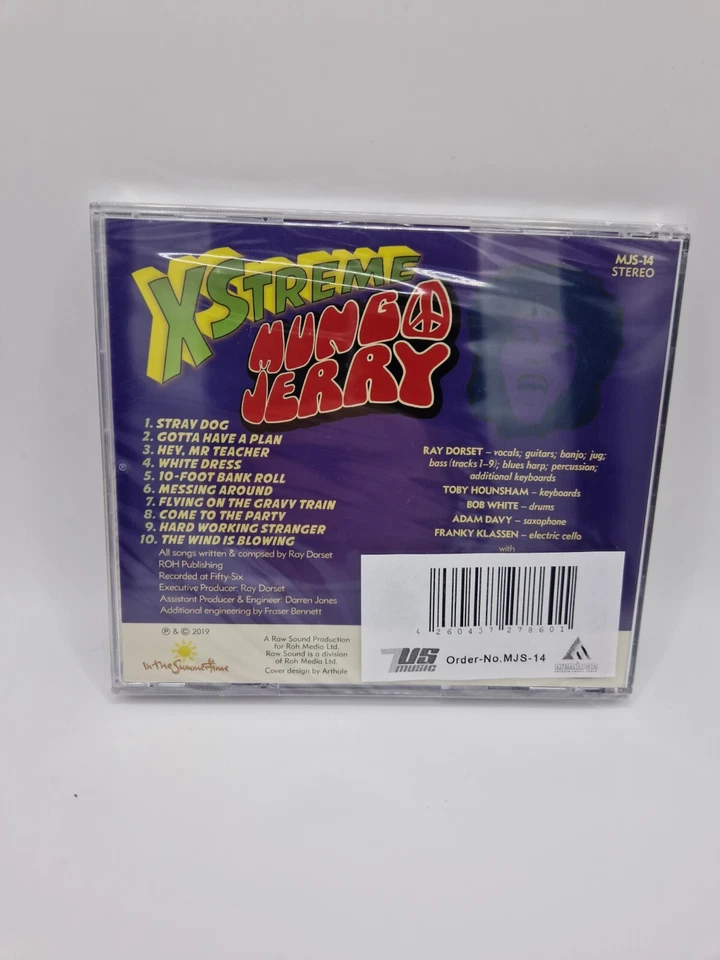 XSTREME
MUNGO
JERRY
MJS-14
STEREO
1. STRAY DOG
2. GOTTA HAVE A PLAN
3. HEY, MR TEACHER
4. WHITE DRESS
5. 10-FOOT BANK ROLL
6. MESSING AROUND
7. FLYING ON THE GRAVY TRAIN
8. COME TO THE PARTY
9. HARD WORKING STRANGER
10. THE WIND IS BLOWING
All songs written & compsed by Ray Dorset
ROH Publishing
Recorded at Fifty-Six
Executive Producer: Ray Dorset
Assistant Producer & Engineer: Darren Jones
Additional engineering by Fraser Bennett
RAY DORSET – vocals; guitars; banjo; jug;
bass (tracks 1–9); blues harp; percussion;
additional keyboards
TOBY HOUNSHAM – keyboards
BOB WHITE – drums
ADAM DAVY – saxophone
FRANKY KLASSEN – electric cello
with
℗ & © 2019
In the Summertime
A Raw Sound Production
for Roh Media Ltd.
Raw Sound is a division
of Roh Media Ltd.
Cover design by Arthole
4 260437 278601
7US
MUSIC
Order-No.MJS-14